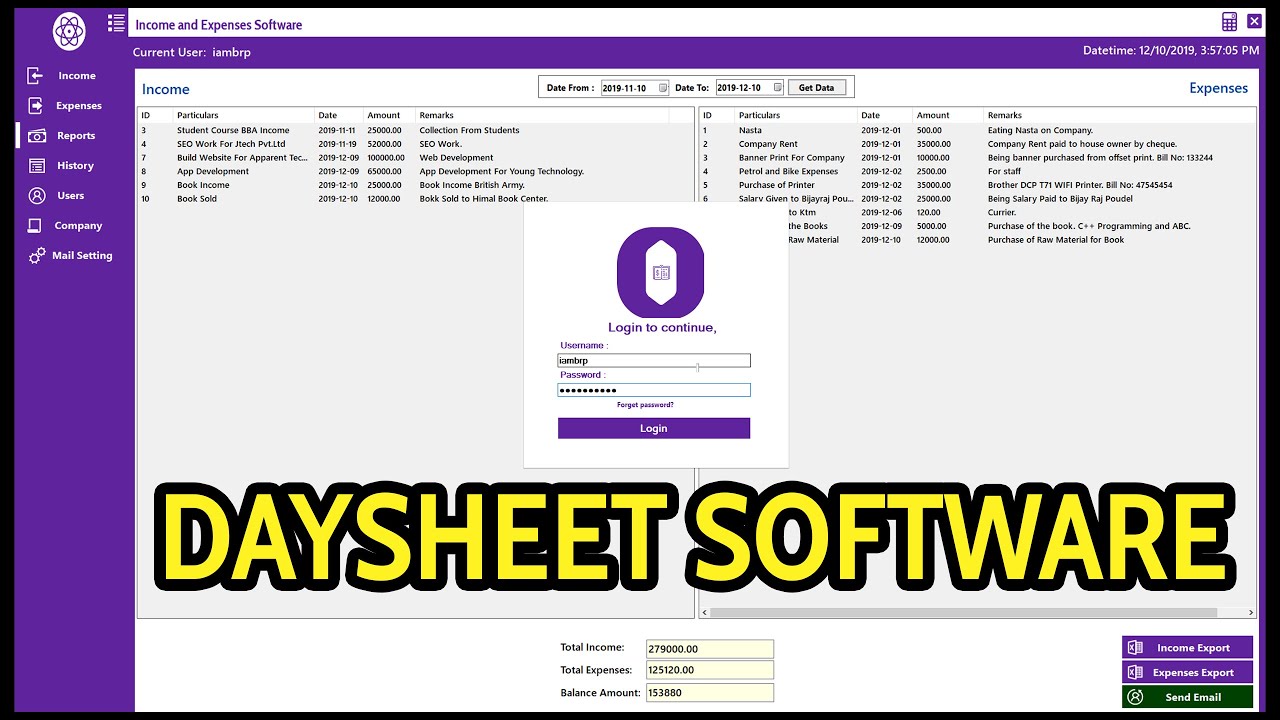 Income and Expenses Software
Current User: iambrp
Datetime: 12/10/2019, 3:57:05 PM
Income
Expenses
Reports
History
Users
Company
Mail Setting
Income
Date From : 2019-11-10 Date To: 2019-12-10 Get Data
Expenses
ID Particulars Date Amount Remarks
3 Student Course BBA Income 2019-11-11 25000.00 Collection From Students
4 SEO Work For Jtech Pvt.Ltd 2019-11-19 52000.00 SEO Work.
7 Build Website For Apparent Tec... 2019-12-09 100000.00 Web Development
8 App Development 2019-12-09 65000.00 App Development For Young Technology.
9 Book Income 2019-12-10 25000.00 Book Income British Army.
10 Book Sold 2019-12-10 12000.00 Bokk Sold to Himal Book Center.
ID Particulars Date Amount Remarks
1 Nasta 2019-12-01 500.00 Eating Nasta on Company.
2 Company Rent 2019-12-01 35000.00 Company Rent paid to house owner by cheque.
3 Banner Print For Company 2019-12-01 10000.00 Being banner purchased from offset print. Bill No: 133244
4 Petrol and Bike Expenses 2019-12-02 2500.00 For staff
5 Purchase of Printer 2019-12-02 35000.00 Brother DCP T71 WIFI Printer. Bill No: 47545454
6 Salary Given to Bijayraj Pou... 2019-12-02 25000.00 Being Salary Paid to Bijay Raj Poudel
to Ktm 2019-12-06 120.00 Currier.
the Books 2019-12-09 5000.00 Purchase of the book. C++ Programming and ABC.
Raw Material 2019-12-10 12000.00 Purchase of Raw Material for Book
Login to continue,
Username :
iambrp
Password :
Forget password?
Login
DAYSHEET SOFTWARE
Total Income: 279000.00
Total Expenses: 125120.00
Balance Amount: 153880
Income Export
Expenses Export
Send Email